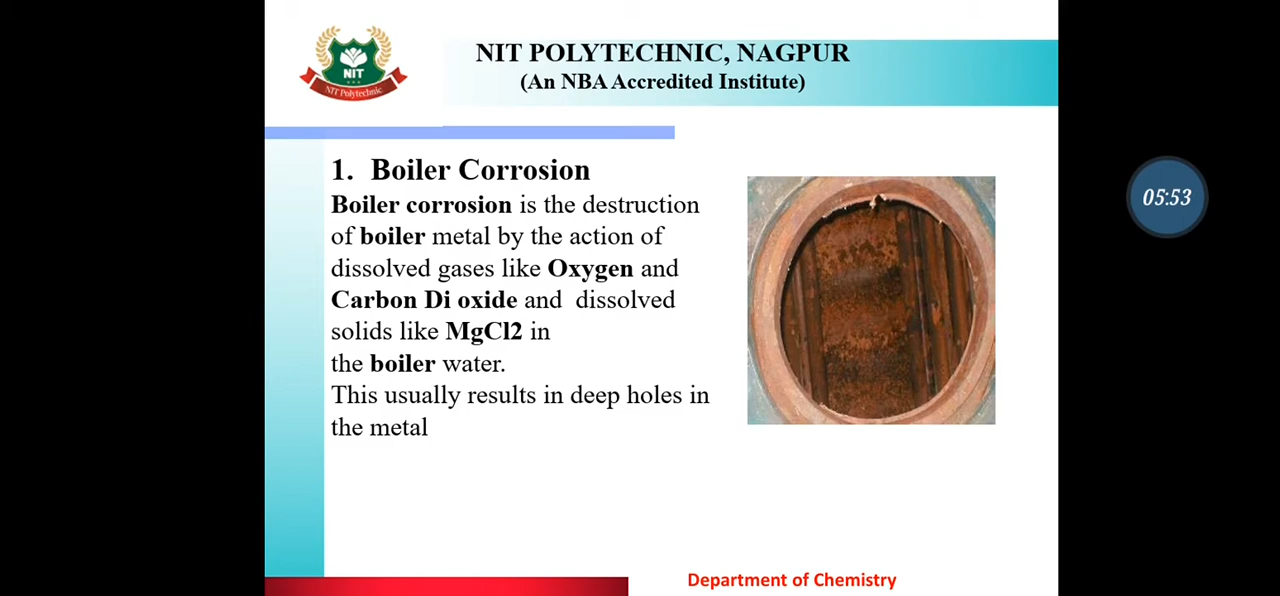 NIT
NIT Polytechnic
NIT POLYTECHNIC, NAGPUR
(An NBA Accredited Institute)
1. Boiler Corrosion
Boiler corrosion is the destruction
of boiler metal by the action of
dissolved gases like Oxygen and
Carbon Di oxide and dissolved
solids like MgCl2 in
the boiler water.
This usually results in deep holes in
the metal
05:53
Department of Chemistry